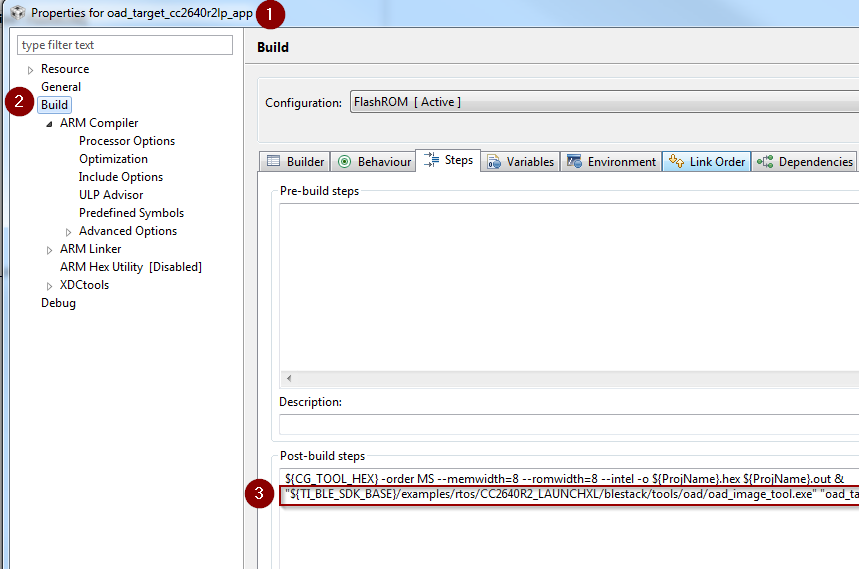 Properties for oad_target_cc2640r2lp_app
1
type filter text
Resource
General
2
Build
ARM Compiler
Processor Options
Optimization
Include Options
ULP Advisor
Predefined Symbols
Advanced Options
ARM Linker
ARM Hex Utility [Disabled]
XDCtools
Debug
Build
Configuration:
FlashROM [ Active ]
Builder
Behaviour
Steps
Variables
Environment
Link Order
Dependencies
Pre-build steps
Description:
Post-build steps
${CG_TOOL_HEX} -order MS --memwidth=8 --romwidth=8 --intel -o ${ProjName}.hex ${ProjName}.out &
3
"${TI_BLE_SDK_BASE}/examples/rtos/CC2640R2_LAUNCHXL/blestack/tools/oad/oad_image_tool.exe" "oad_ta